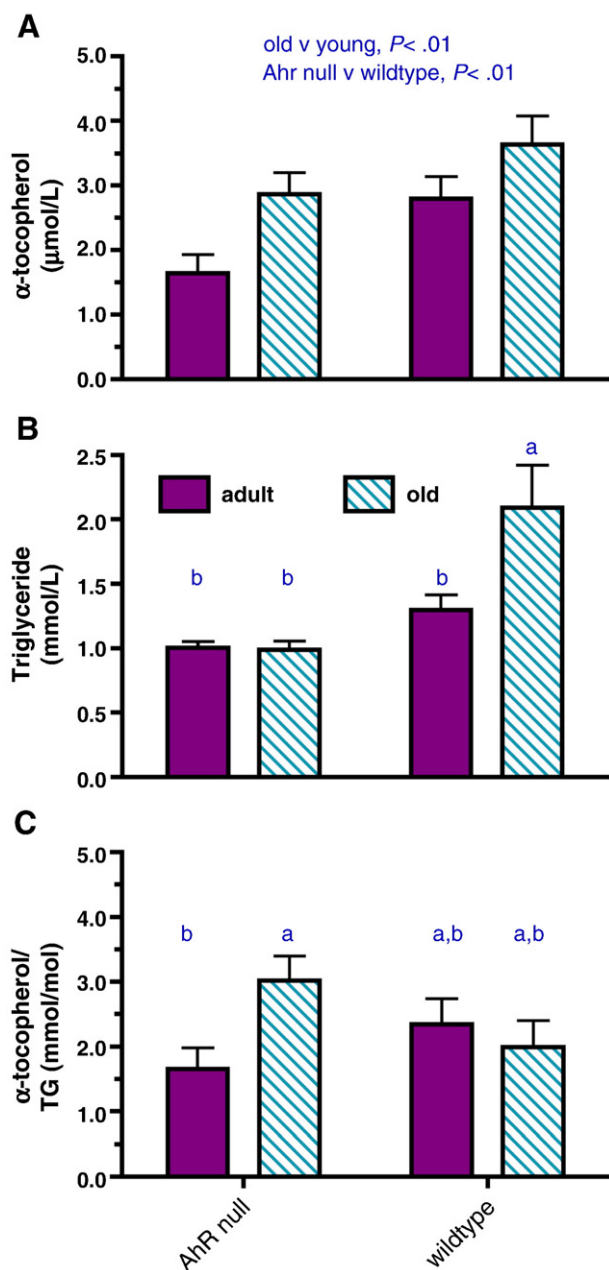 A
old v young, P< .01
Ahr null v wildtype, P< .01
5.0
4.0
3.0
2.0
1.0
0.0
α-tocopherol
(μmol/L)
B
2.5
2.0
1.5
1.0
0.5
0.0
Triglyceride
(mmol/L)
adult
old
b
b
b
a
C
5.0
4.0
3.0
2.0
1.0
0.0
α-tocopherol/
TG (mmol/mol)
b
a
a,b
a,b
AhR null
wildtype